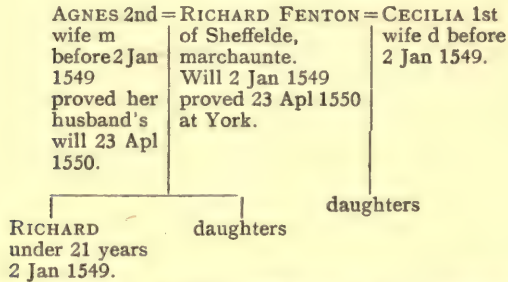 AGNES 2nd = RICHARD FENTON = CECILIA 1st
wife m
before 2 Jan
1549
proved her
husband's
will 23 Apl
1550.
of Sheffelde,
marchaunte.
Will 2 Jan 1549
proved 23 Apl 1550
at York.
wife d before
2 Jan 1549.
RICHARD
under 21 years
2 Jan 1549.
daughters
daughters